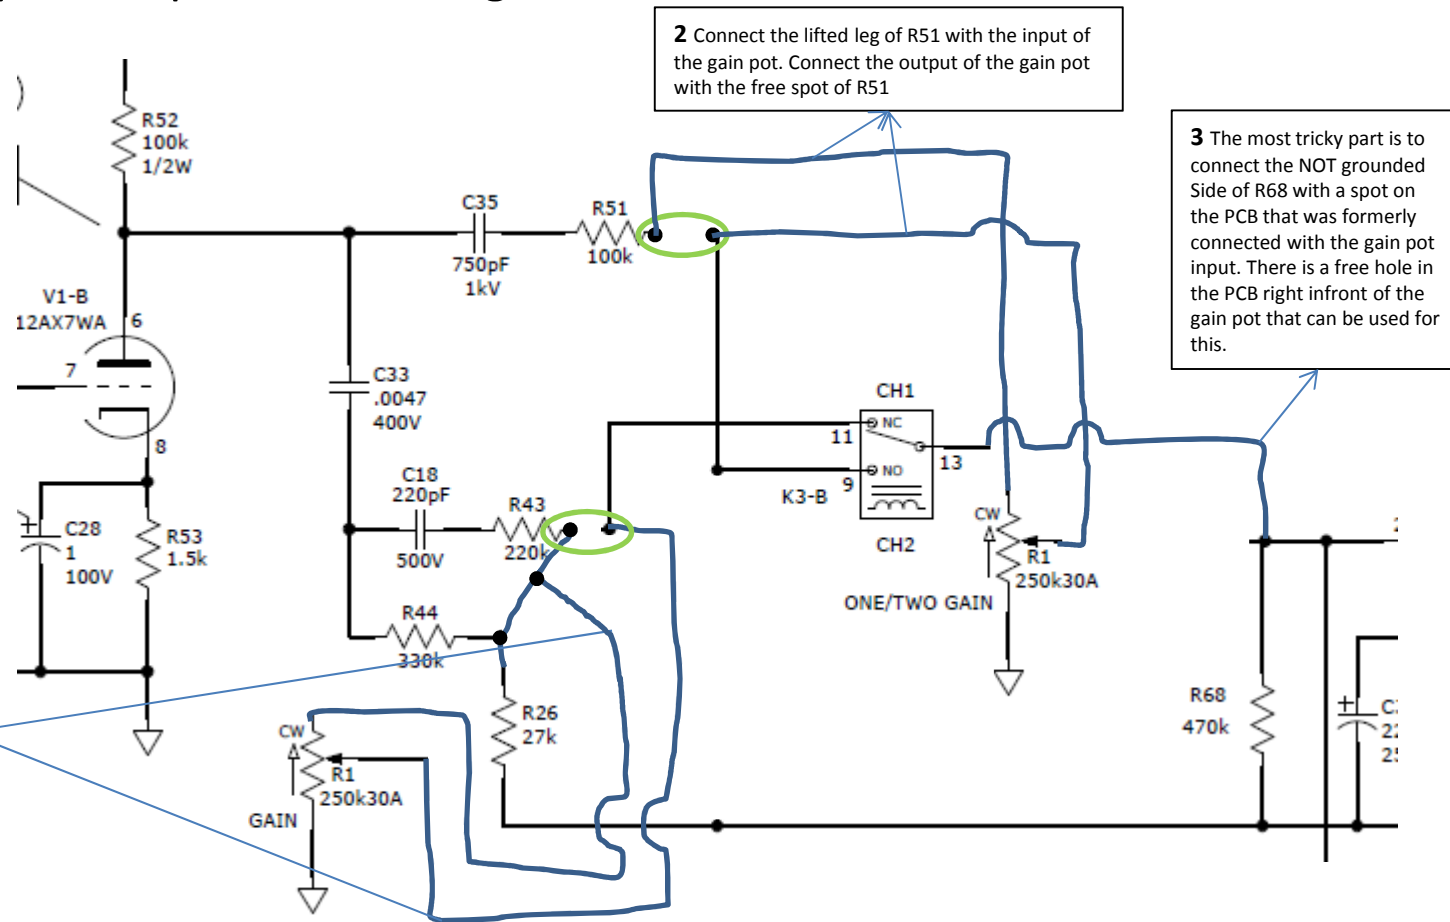 2 Connect the lifted leg of R51 with the input of
the gain pot. Connect the output of the gain pot
with the free spot of R51
3 The most tricky part is to
connect the NOT grounded
Side of R68 with a spot on
the PCB that was formerly
connected with the gain pot
input. There is a free hole in
the PCB right infront of the
gain pot that can be used for
this.
R52
100k
1/2W
C35
750pF
1kV
R51
100k
V1-B
12AX7WA
6
7
8
C33
.0047
400V
CH1
11
NC
13
NO
9
K3-B
CH2
C18
220pF
500V
R43
220k
C28
1
100V
R53
1.5k
CW
R1
250k30A
ONE/TWO GAIN
R44
330k
R26
27k
R68
470k
CW
R1
250k30A
GAIN